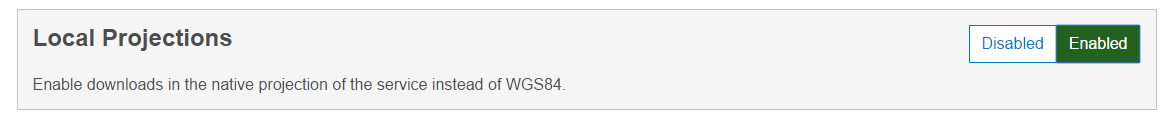 Local Projections
Disabled Enabled
Enable downloads in the native projection of the service instead of WGS84.